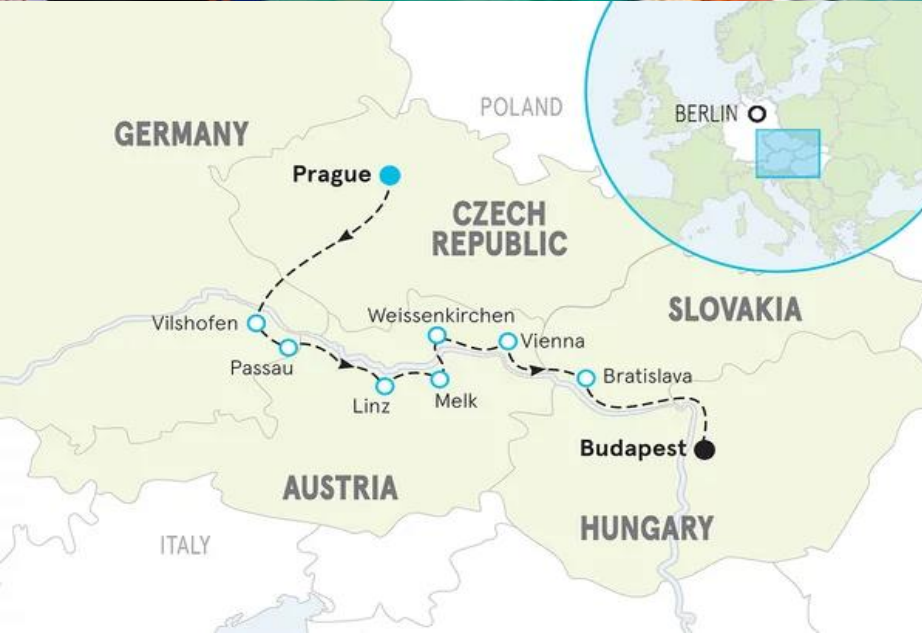 POLAND
BERLIN
GERMANY
Prague
CZECH
REPUBLIC
SLOVAKIA
Weissenkirchen
Vilshofen
Vienna
Passau
Bratislava
Linz
Melk
Budapest
AUSTRIA
HUNGARY
ITALY